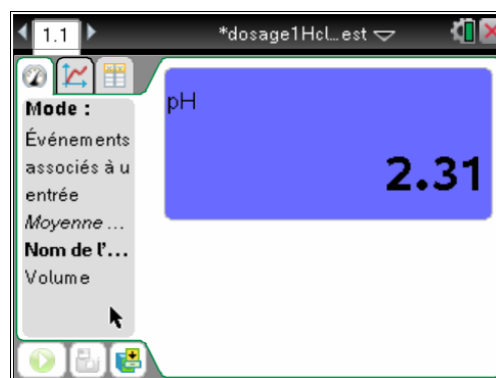 1.1
*dosage1Hcl...est
Mode :
Événements
associés à u
entrée
Moyenne ...
Nom de l'...
Volume
pH
2.31